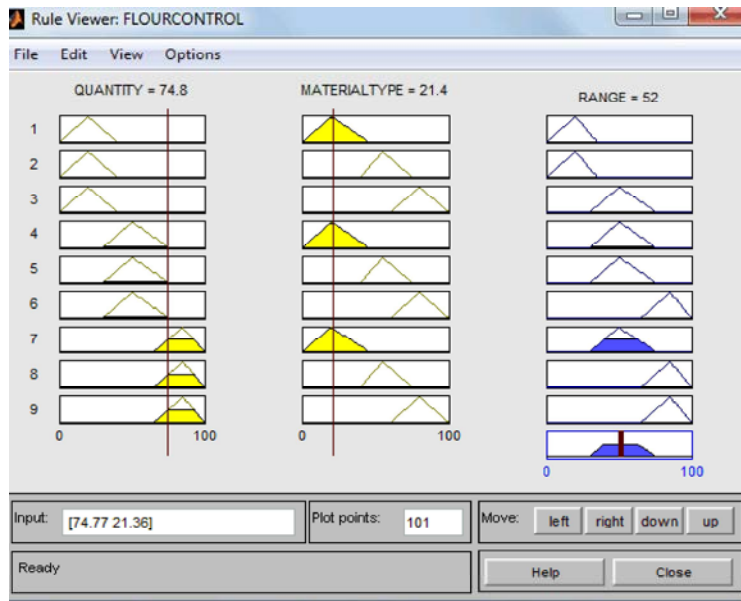 Rule Viewer: FLOURCONTROL
File Edit View Options
QUANTITY = 74.8 MATERIALTYPE = 21.4 RANGE = 52
1
2
3
4
5
6
7
8
9
0 100 0 100
0 100
Input: [74.77 21.36] Plot points: 101 Move: left right down up
Ready Help Close